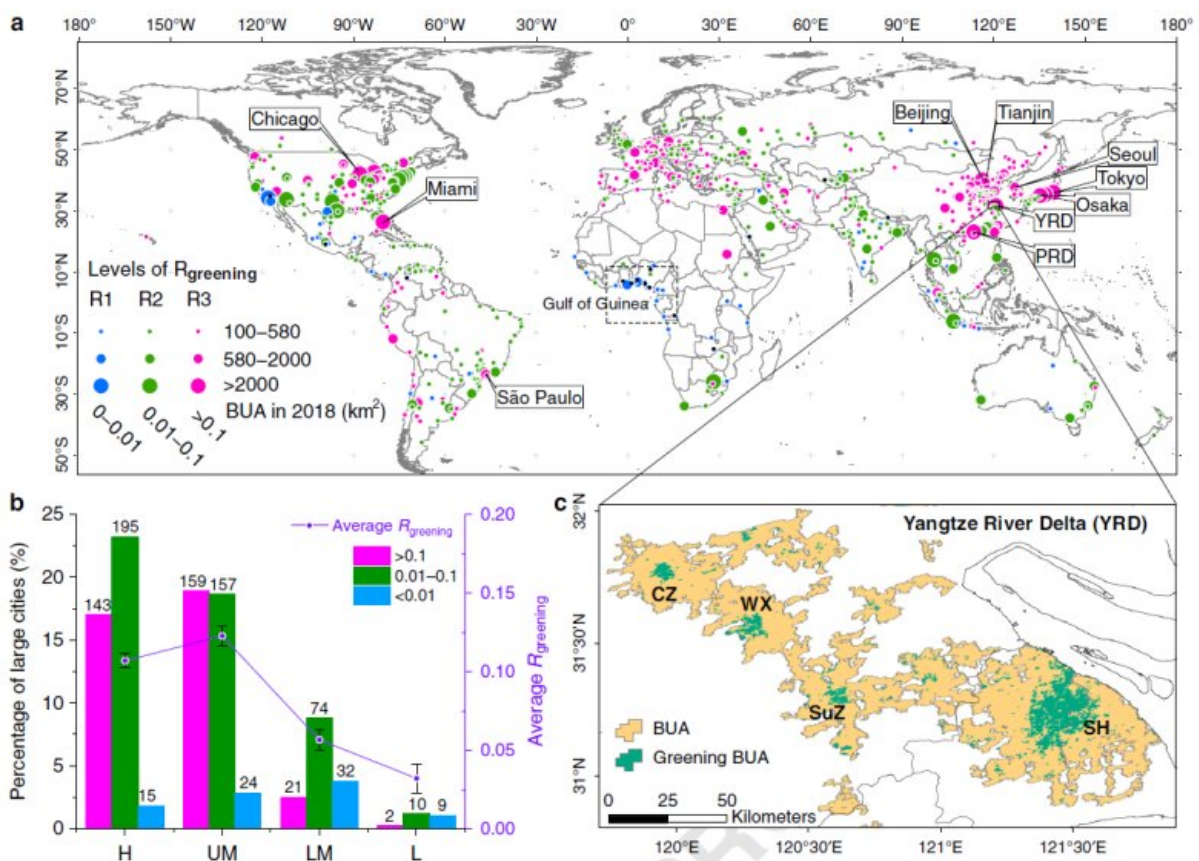 a
180° 150°W 120°W 90°W 60°W 30°W 0° 30°E 60°E 90°E 120°E 150°E 180°
70°N
50°N
30°N
10°N
10°S
30°S
50°S
Chicago
Miami
São Paulo
Gulf of Guinea
Beijing
Tianjin
Seoul
Tokyo
Osaka
YRD
PRD
Levels of Rgreening
R1 R2 R3
100–580
580–2000
>2000
BUA in 2018 (km²)
0–0.01
0.01–0.1
>0.1
b
Percentage of large cities (%)
25
20
15
10
5
0
Average Rgreening
>0.1
0.01–0.1
<0.01
143 195 15
159 157 24
21 74 32
2 10 9
H UM LM L
0.20
0.15
0.10
0.05
0.00
Average Rgreening
c
Yangtze River Delta (YRD)
32°N
31°30′N
31°N
CZ
WX
SuZ
SH
BUA
Greening BUA
0 25 50
Kilometers
120°E 120°30′E 121°E 121°30′E